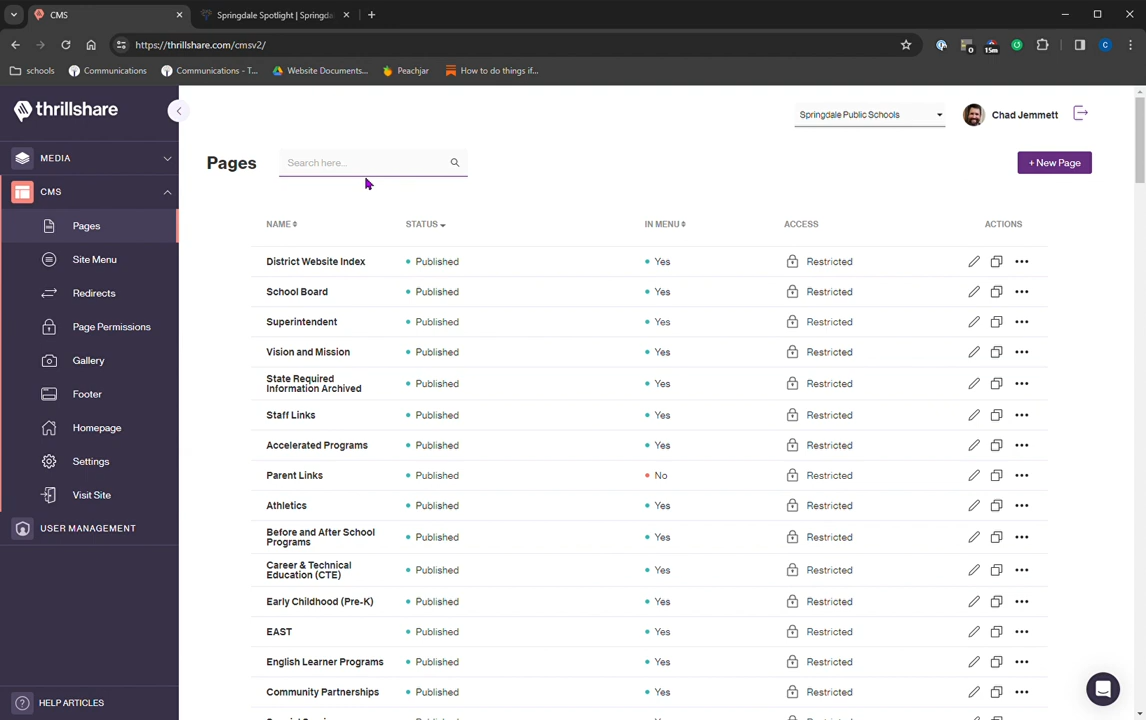 CMS
Springdale Spotlight | Springda
https://thrillshare.com/cmsv2/
0
15m
C
schools
Communications
Communications - T...
Website Documents...
Peachjar
How to do things if...
thrillshare
MEDIA
CMS
Pages
Site Menu
Redirects
Page Permissions
Gallery
Footer
Homepage
Settings
Visit Site
USER MANAGEMENT
HELP ARTICLES
Springdale Public Schools
Chad Jemmett
Pages
Search here...
+ New Page
NAME STATUS IN MENU ACCESS ACTIONS
District Website Index Published Yes Restricted
School Board Published Yes Restricted
Superintendent Published Yes Restricted
Vision and Mission Published Yes Restricted
State Required
Information Archived Published Yes Restricted
Staff Links Published Yes Restricted
Accelerated Programs Published Yes Restricted
Parent Links Published No Restricted
Athletics Published Yes Restricted
Before and After School
Programs Published Yes Restricted
Career & Technical
Education (CTE) Published Yes Restricted
Early Childhood (Pre-K) Published Yes Restricted
EAST Published Yes Restricted
English Learner Programs Published Yes Restricted
Community Partnerships Published Yes Restricted